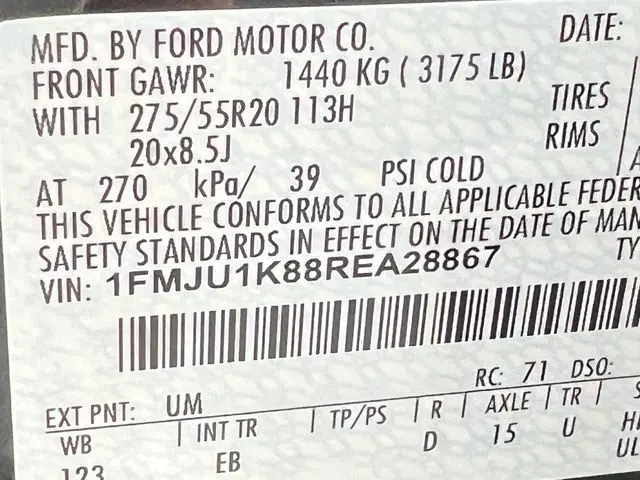 MFD. BY FORD MOTOR CO. DATE:
FRONT GAWR: 1440 KG ( 3175 LB)
WITH 275/55R20 113H TIRES
20x8.5J RIMS
AT 270 kPa/ 39 PSI COLD
THIS VEHICLE CONFORMS TO ALL APPLICABLE FEDER
SAFETY STANDARDS IN EFFECT ON THE DATE OF MAN
VIN: 1FMJU1K88REA28867 TY
RC: 71 DSO:
EXT PNT: UM
WB | INT TR | TP/PS | R | AXLE | TR | S
123 EB D 15 U